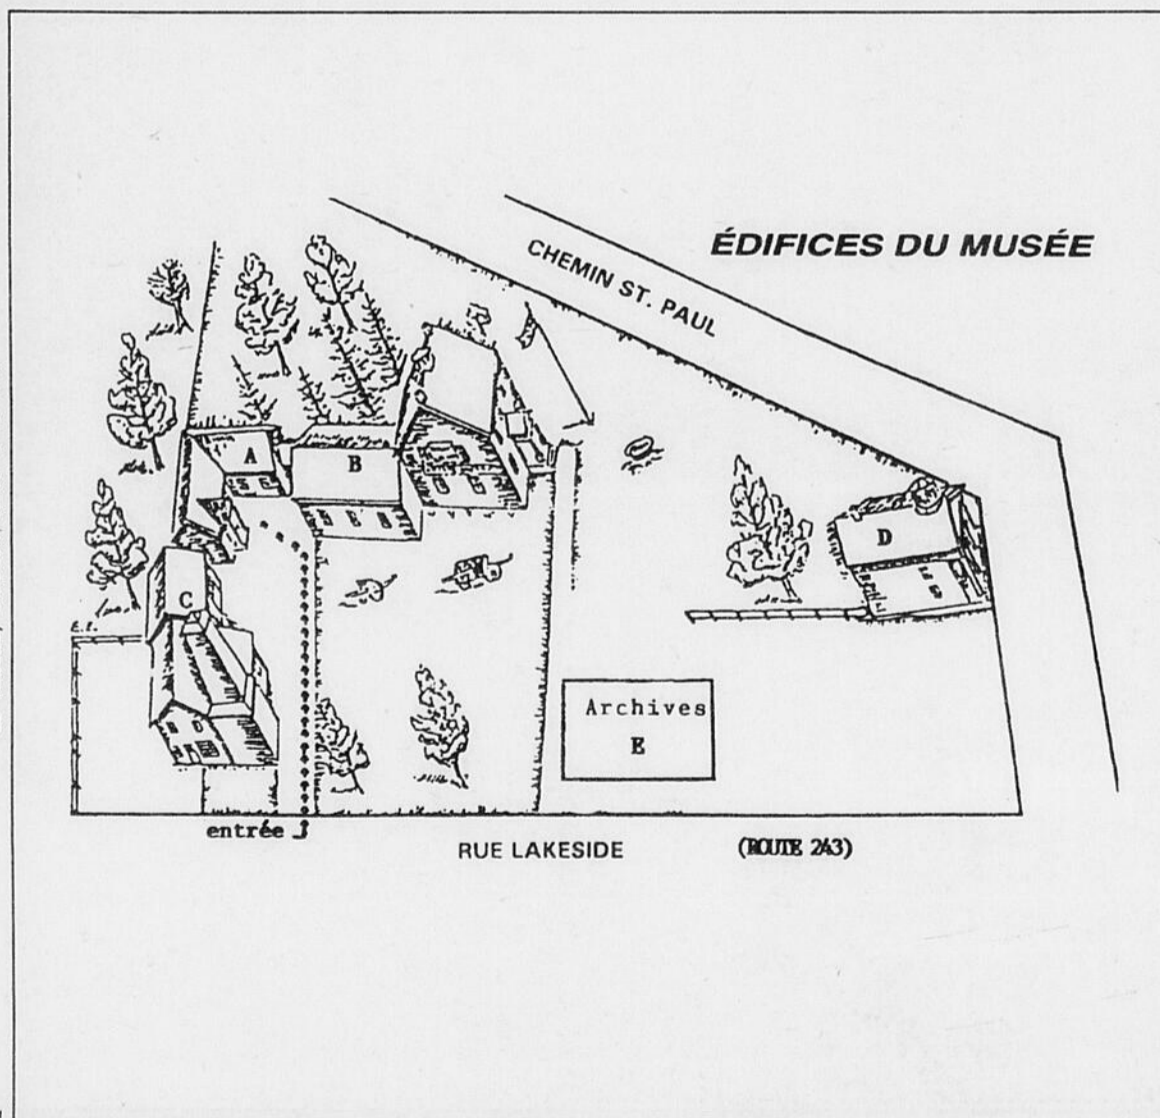 ÉDIFICES DU MUSÉE
CHEMIN ST. PAUL
A
B
C
D
E.E.
Archives
E
entrée
RUE LAKESIDE
(ROUTE 243)